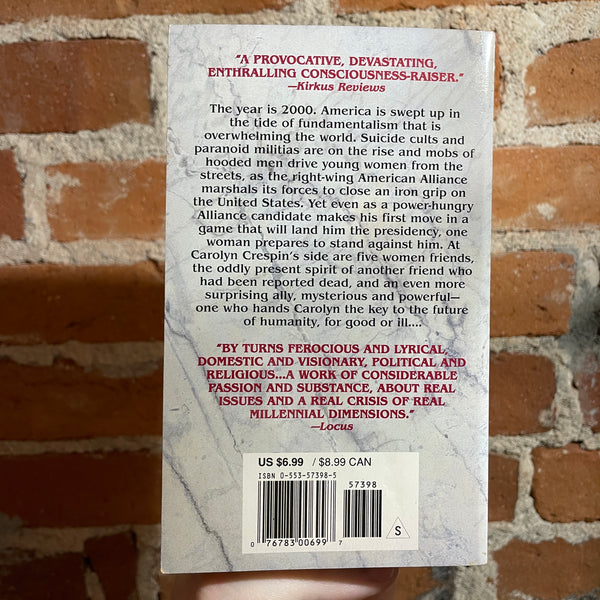 "A PROVOCATIVE, DEVASTATING,
ENTHRALLING CONSCIOUSNESS-RAISER."
—Kirkus Reviews
The year is 2000. America is swept up in
the tide of fundamentalism that is
overwhelming the world. Suicide cults and
paranoid militias are on the rise and mobs of
hooded men drive young women from the
streets, as the right-wing American Alliance
marshals its forces to close an iron grip on
the United States. Yet even as a power-hungry
Alliance candidate makes his first move in a
game that will land him the presidency, one
woman prepares to stand against him. At
Carolyn Crespin's side are five women friends,
the oddly present spirit of another friend who
had been reported dead, and an even more
surprising ally, mysterious and powerful—
one who hands Carolyn the key to the future
of humanity, for good or ill....
"BY TURNS FEROCIOUS AND LYRICAL,
DOMESTIC AND VISIONARY, POLITICAL AND
RELIGIOUS...A WORK OF CONSIDERABLE
PASSION AND SUBSTANCE, ABOUT REAL
ISSUES AND A REAL CRISIS OF REAL
MILLENNIAL DIMENSIONS."
—Locus
US $6.99 / $8.99 CAN
ISBN 0-553-57398-5
57398
S
0 76783 00699 7